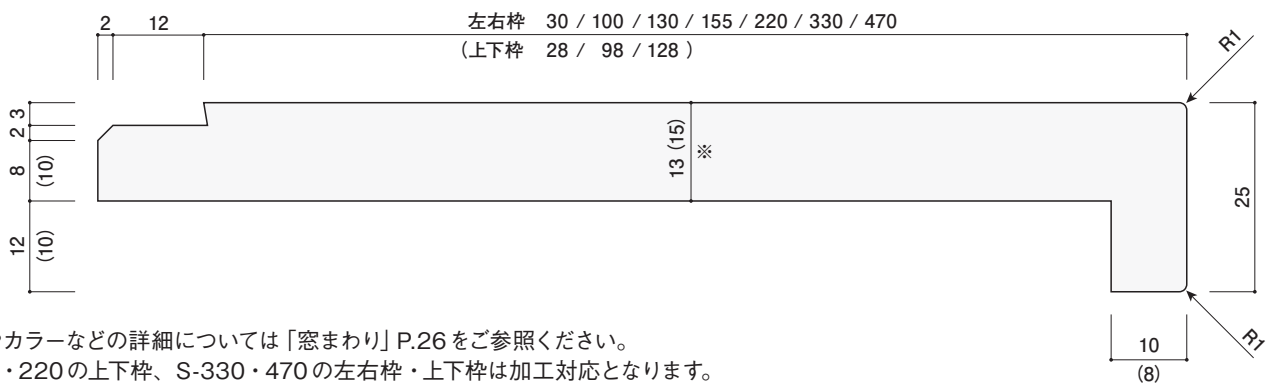 2 12 左右枠 30 / 100 / 130 / 155 / 220 / 330 / 470
(上下枠 28 / 98 / 128 )
R1
3
2
8
(10)
12
(10)
13 (15)
※
25
R1
10
(8)
カラーなどの詳細については「窓まわり」P.26をご参照ください。
・220の上下枠、S-330・470の左右枠・上下枠は加工対応となります。